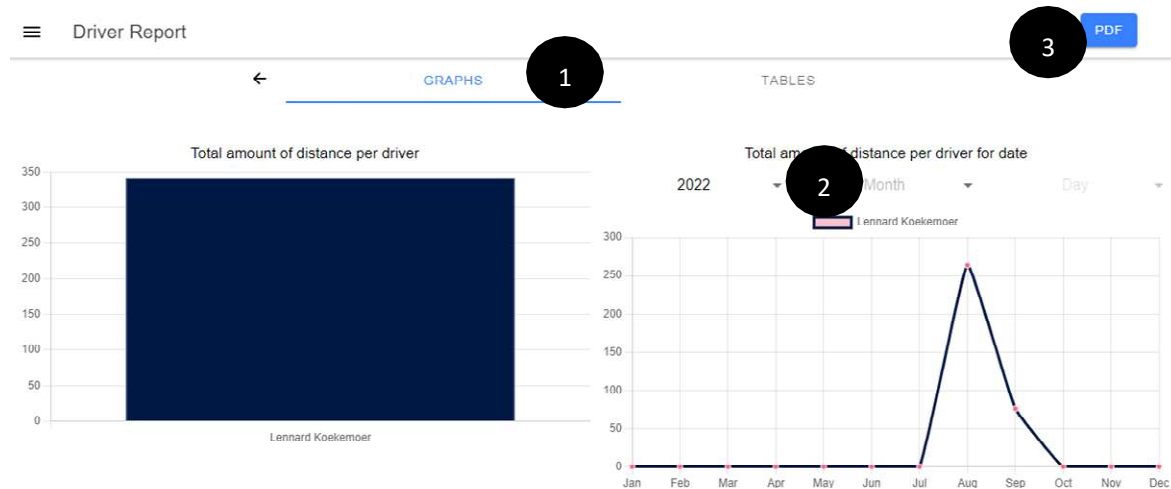 Driver Report
3
PDF
GRAPHS
1
TABLES
Total amount of distance per driver
350
300
250
200
150
100
50
0
Lennard Koekemoer
Total am distance per driver for date
2022
2
Month
Day
Lennard Koekemoer
300
250
200
150
100
50
0
Jan Feb Mar Apr May Jun Jul Aug Sep Oct Nov Dec